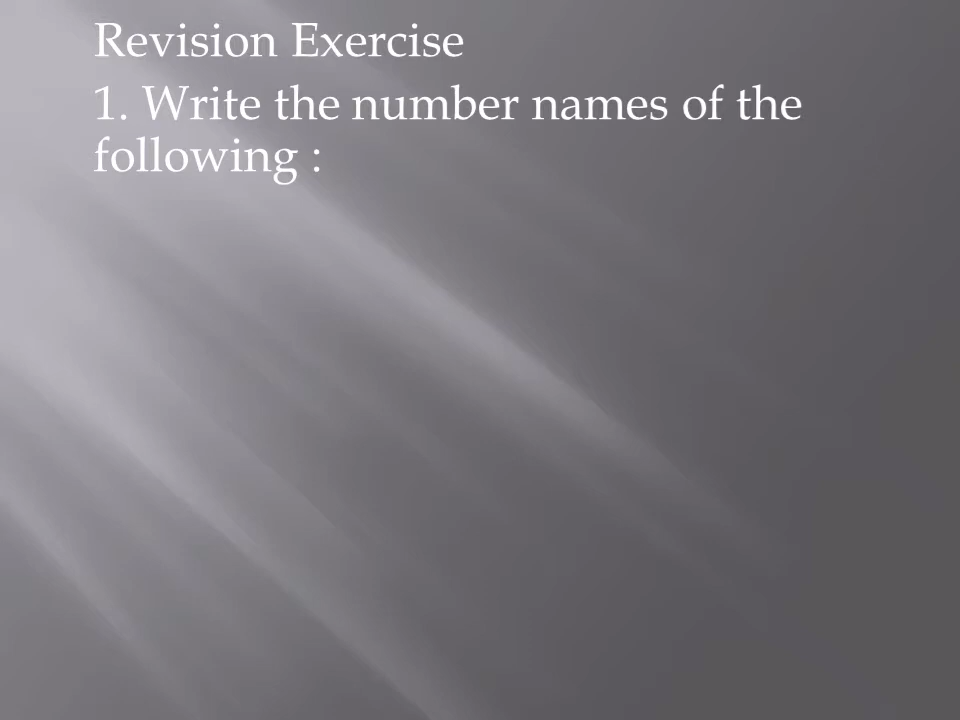 Revision Exercise
1. Write the number names of the
following :